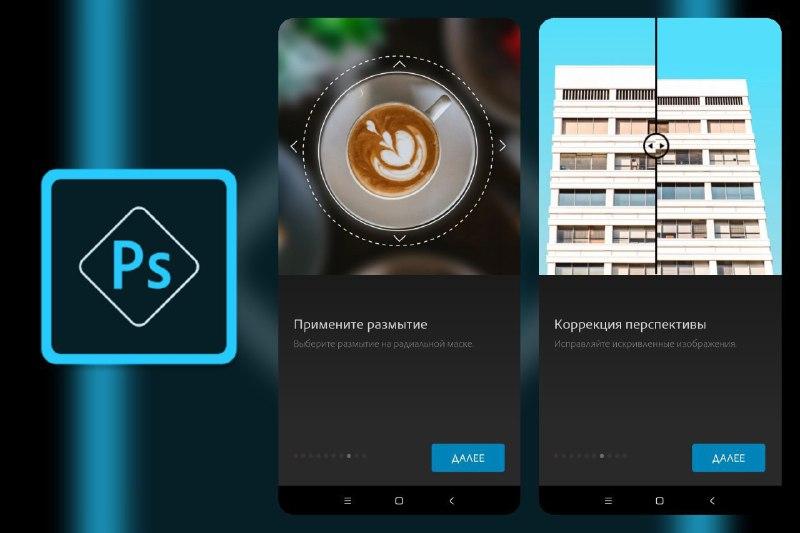 Ps
Примените размытие
Выберите размытие на радиальной маске.
ДАЛЕЕ
Коррекция перспективы
Исправляйте искривленные изображения.
ДАЛЕЕ